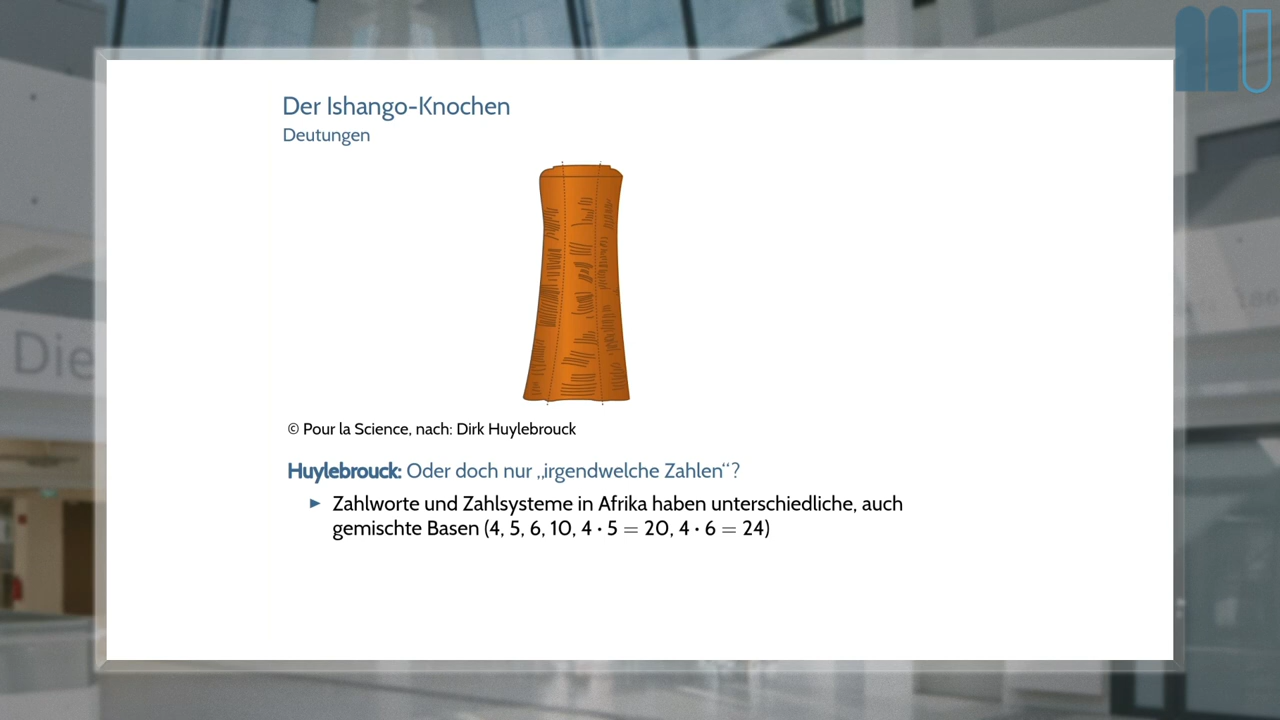 Der Ishango-Knochen
Deutungen
© Pour la Science, nach: Dirk Huylebrouck
Huylebrouck: Oder doch nur „irgendwelche Zahlen“?
► Zahlworte und Zahlsysteme in Afrika haben unterschiedliche, auch
gemischte Basen (4, 5, 6, 10, 4 · 5 = 20, 4 · 6 = 24)
Die